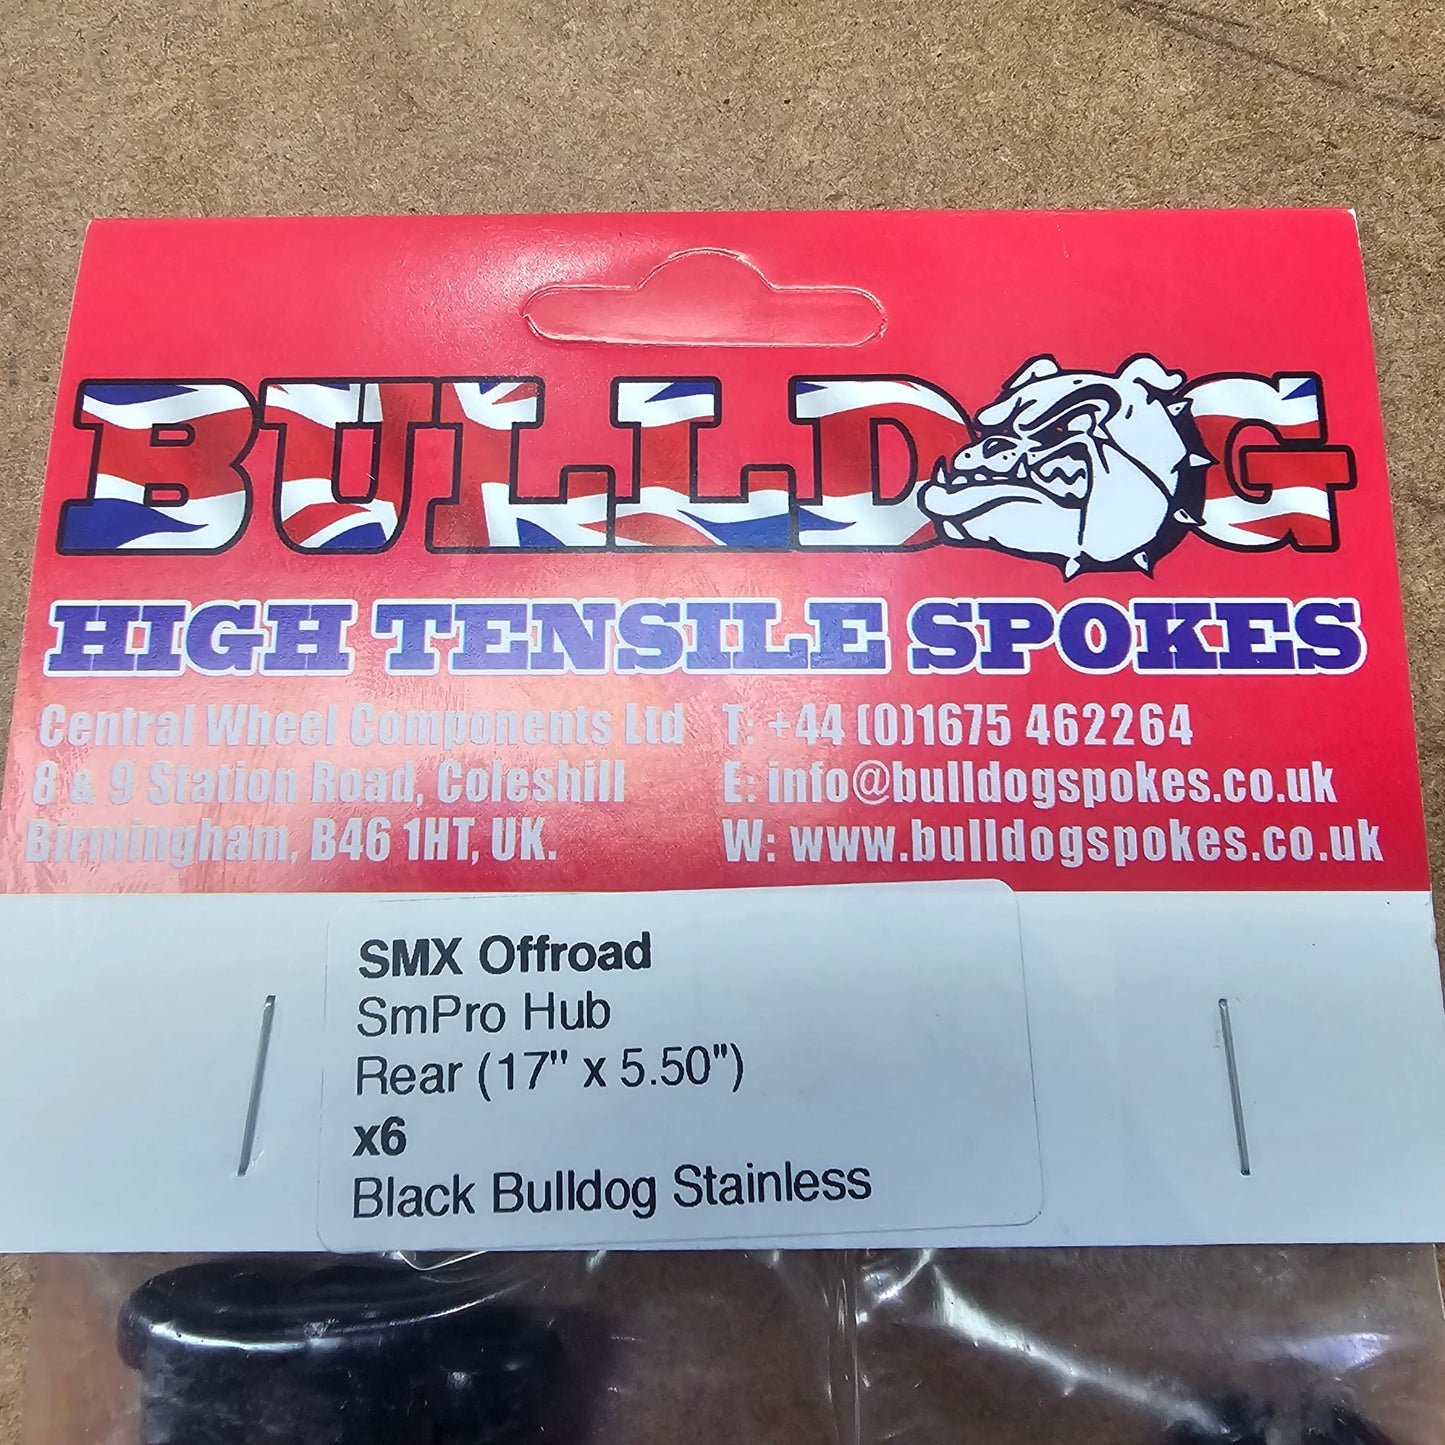 BULLDOG
HIGH TENSILE SPOKES
Central Wheel Components Ltd
8 & 9 Station Road, Coleshill
Birmingham, B46 1HT, UK.
T: +44 (0)1675 462264
E: info@bulldogspokes.co.uk
W: www.bulldogspokes.co.uk
SMX Offroad
SmPro Hub
Rear (17" x 5.50")
x6
Black Bulldog Stainless